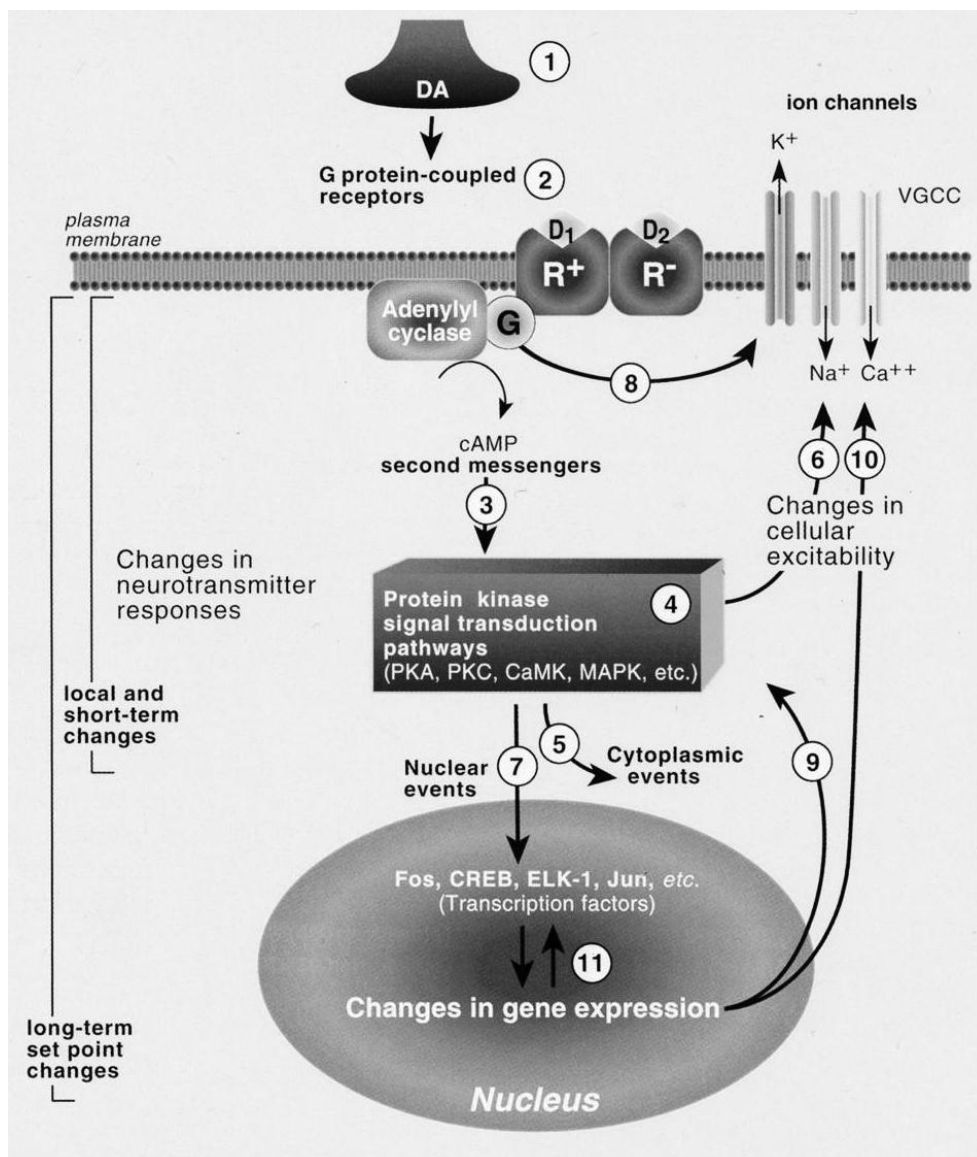 1
DA
ion channels
K+
G protein-coupled
receptors
2
VGCC
plasma
membrane
D1
D2
R+
R-
Adenylyl
cyclase
G
8
Na+
Ca++
cAMP
second messengers
6
10
3
Changes in
cellular
excitability
Changes in
neurotransmitter
responses
Protein kinase
signal transduction
pathways
(PKA, PKC, CaMK, MAPK, etc.)
4
local and
short-term
changes
5
7
Nuclear
events
Cytoplasmic
events
9
Fos, CREB, ELK-1, Jun, etc.
(Transcription factors)
11
Changes in gene expression
long-term
set point
changes
Nucleus